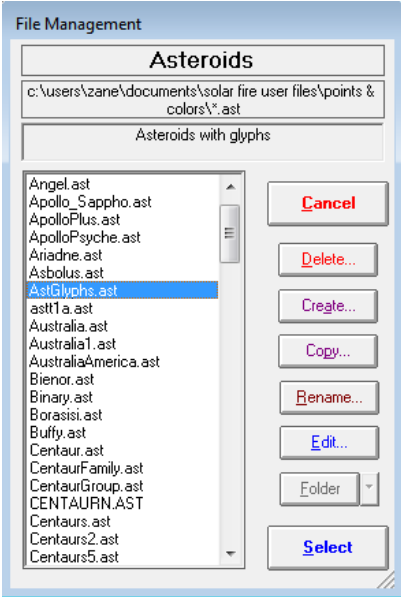 File Management
Asteroids
c:\users\zane\documents\solar fire user files\points &
colors\*.ast
Asteroids with glyphs
Angel.ast
Apollo_Sappho.ast
ApolloPlus.ast
ApolloPsyche.ast
Ariadne.ast
Asbolus.ast
AstGlyphs.ast
astt1a.ast
Australia.ast
Australia1.ast
AustraliaAmerica.ast
Bienor.ast
Binary.ast
Borasisi.ast
Buffy.ast
Centaur.ast
CentaurFamily.ast
CentaurGroup.ast
CENTAURN.AST
Centaurs.ast
Centaurs2.ast
Centaurs5.ast
Cancel
Delete...
Create...
Copy...
Rename...
Edit...
Folder
Select